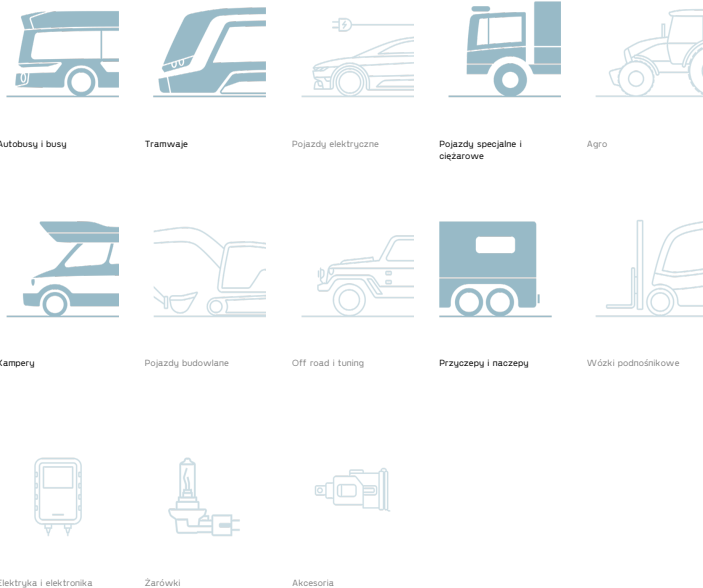 Autobusy i busy
Tramwaje
Pojazdy elektryczne
Pojazdy specjalne i
ciężarowe
Agro
Kampery
Pojazdy budowlane
Off road i tuning
Przyczepy i naczepy
Wózki podnośnikowe
Elektryka i elektronika
Żarówki
Akcesoria